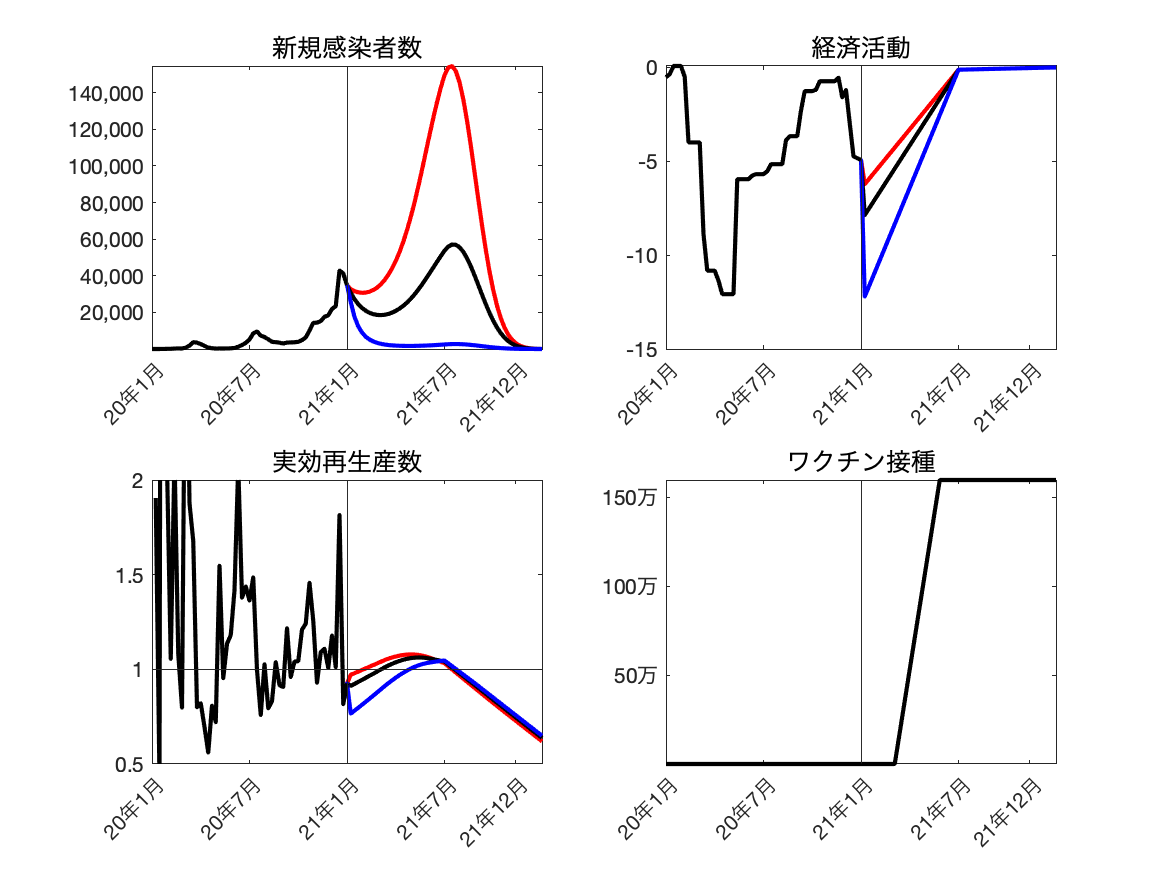 新規感染者数
140,000
120,000
100,000
80,000
60,000
40,000
20,000
20年1月
20年7月
21年1月
21年7月
21年12月
経済活動
0
-5
-10
-15
20年1月
20年7月
21年1月
21年7月
21年12月
実効再生産数
2
1.5
1
0.5
20年1月
20年7月
21年1月
21年7月
21年12月
ワクチン接種
150万
100万
50万
20年1月
20年7月
21年1月
21年7月
21年12月